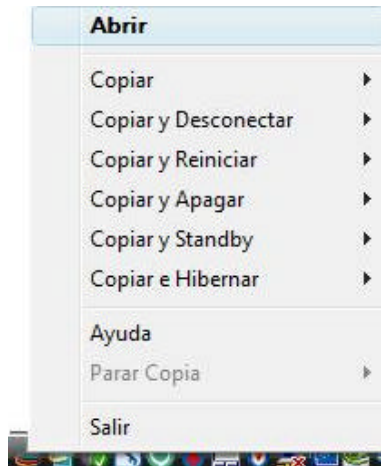 Abrir
Copiar
Copiar y Desconectar
Copiar y Reiniciar
Copiar y Apagar
Copiar y Standby
Copiar e Hibernar
Ayuda
Parar Copia
Salir